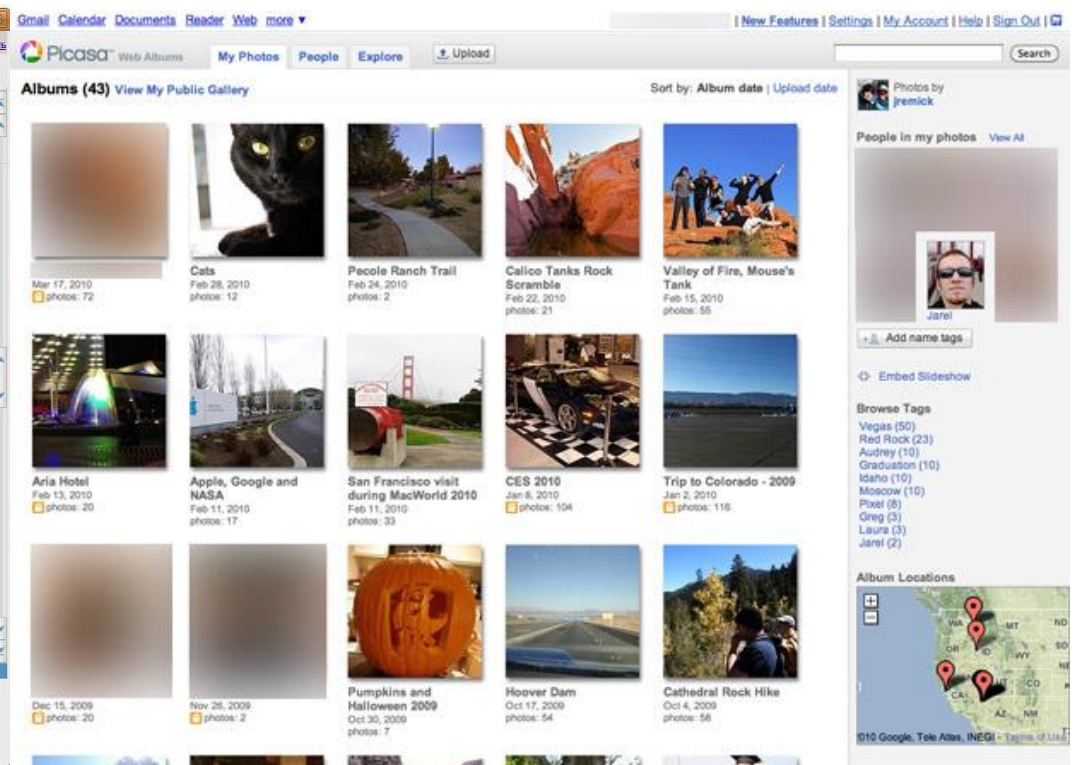 Gmail Calendar Documents Reader Web more ▼
| New Features | Settings | My Account | Help | Sign Out |
Picasa™ Web Albums
My Photos People Explore Upload
Search
Albums (43) View My Public Gallery
Sort by: Album date | Upload date
Mar 17, 2010
photos: 72
Cats
Feb 28, 2010
photos: 12
Pecole Ranch Trail
Feb 24, 2010
photos: 2
Calico Tanks Rock
Scramble
Feb 22, 2010
photos: 21
Valley of Fire, Mouse's
Tank
Feb 15, 2010
photos: 55
Aria Hotel
Feb 13, 2010
photos: 20
Apple, Google and
NASA
Feb 11, 2010
photos: 17
San Francisco visit
during MacWorld 2010
Feb 11, 2010
photos: 33
CES 2010
Jan 8, 2010
photos: 104
Trip to Colorado - 2009
Jan 2, 2010
photos: 116
Dec 15, 2009
photos: 20
Nov 26, 2009
photos: 2
Pumpkins and
Halloween 2009
Oct 30, 2009
photos: 7
Hoover Dam
Oct 17, 2009
photos: 54
Cathedral Rock Hike
Oct 4, 2009
photos: 58
Photos by
jremick
People in my photos View All
Jarel
Add name tags
Embed Slideshow
Browse Tags
Vegas (50)
Red Rock (23)
Audrey (10)
Graduation (10)
Idaho (10)
Moscow (10)
Pixel (8)
Greg (3)
Laura (3)
Jarel (2)
Album Locations
WA MT ND
OR ID WY SD
CA UT CO
AZ NM
2010 Google, Tele Atlas, INEGI - Terms of Use